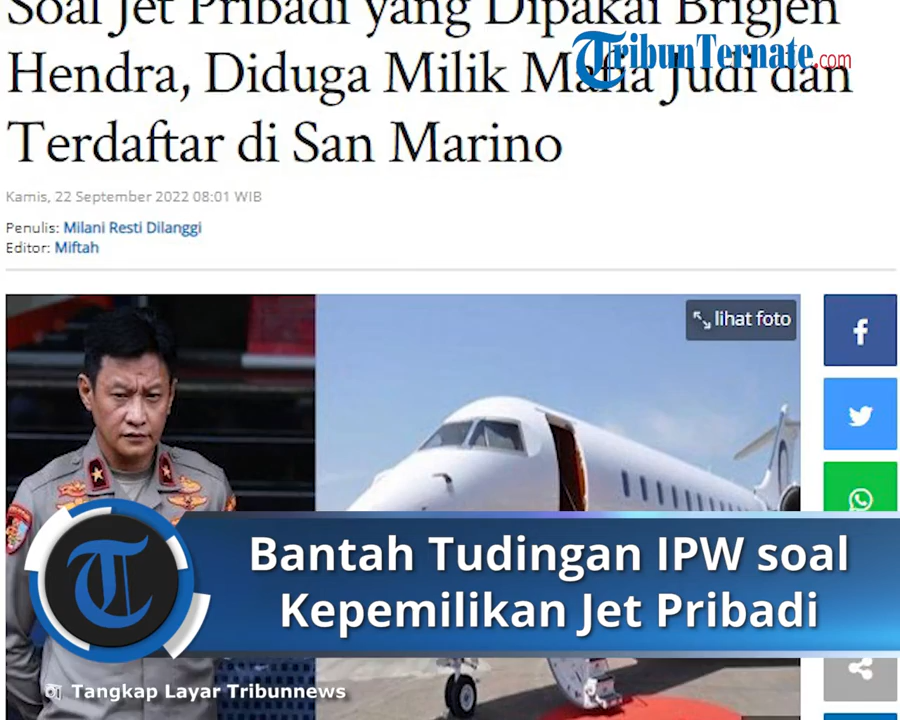 Soal Jet Pribadi yang Dipakai Brigjen
Hendra, Diduga Milik Mafia Judi dan
TribunTernate.com
Terdaftar di San Marino
Kamis, 22 September 2022 08:01 WIB
Penulis: Milani Resti Dilanggi
Editor: Miftah
lihat foto
Bantah Tudingan IPW soal
Kepemilikan Jet Pribadi
Tangkap Layar Tribunnews